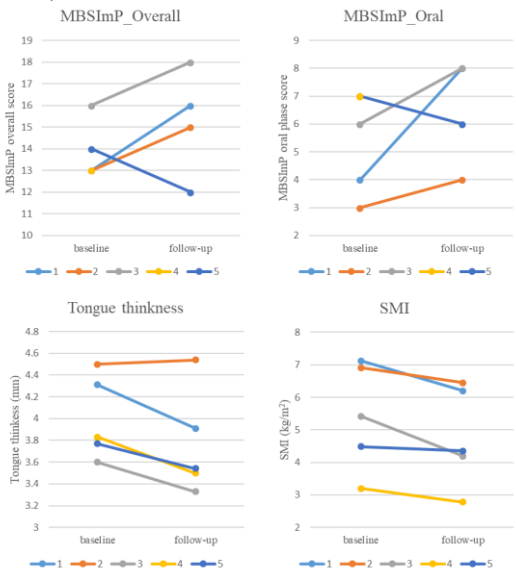 MBSImP_Overall
MBSImP_Oral
MBSImP overall score
19
18
17
16
15
14
13
12
11
10
baseline
follow-up
1 2 3 4 5
MBSImP oral phase score
9
8
7
6
5
4
3
2
baseline
follow-up
1 2 3 4 5
Tongue thinkness
SMI
Tongue thinkess (mm)
4.8
4.6
4.4
4.2
4
3.8
3.6
3.4
3.2
3
baseline
follow-up
1 2 3 4 5
SMI (kg/m²)
8
7
6
5
4
3
2
baseline
follow-up
1 2 3 4 5